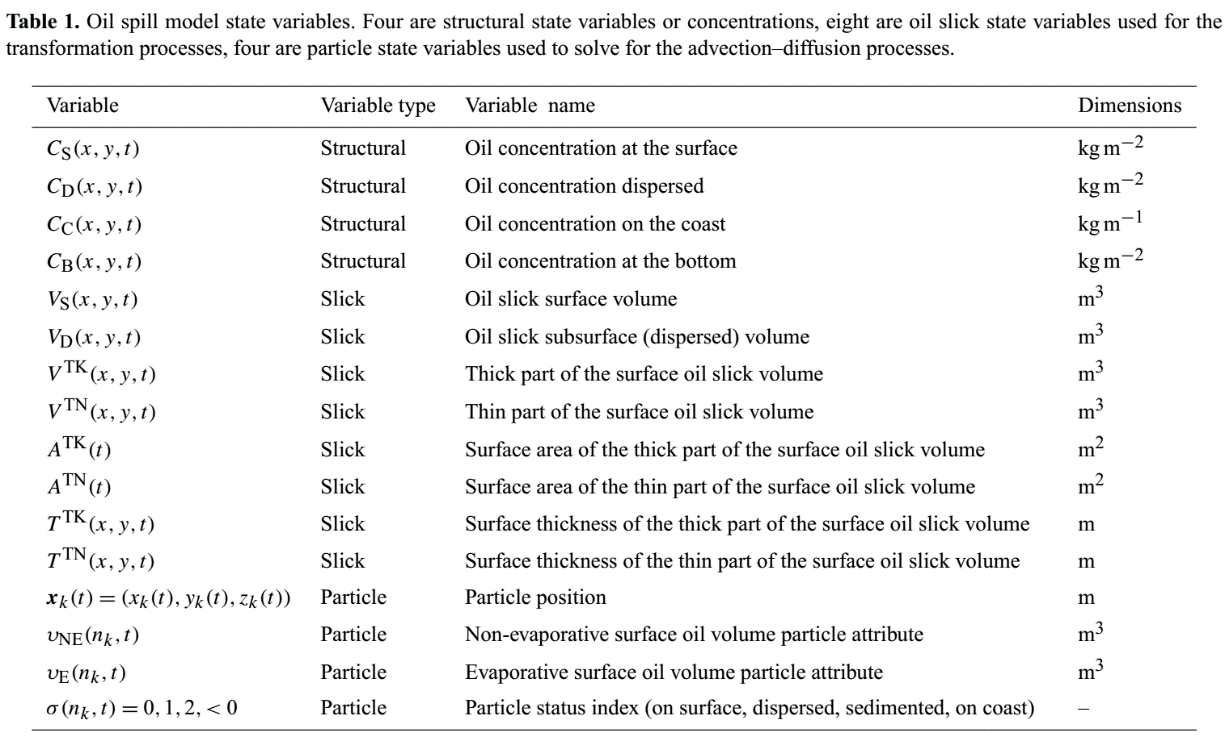 Table 1. Oil spill model state variables. Four are structural state variables or concentrations, eight are oil slick state variables used for the
transformation processes, four are particle state variables used to solve for the advection–diffusion processes.
Variable Variable type Variable name Dimensions
C_S(x, y, t) Structural Oil concentration at the surface kg m^−2
C_D(x, y, t) Structural Oil concentration dispersed kg m^−2
C_C(x, y, t) Structural Oil concentration on the coast kg m^−1
C_B(x, y, t) Structural Oil concentration at the bottom kg m^−2
V_S(x, y, t) Slick Oil slick surface volume m^3
V_D(x, y, t) Slick Oil slick subsurface (dispersed) volume m^3
V^TK(x, y, t) Slick Thick part of the surface oil slick volume m^3
V^TN(x, y, t) Slick Thin part of the surface oil slick volume m^3
A^TK(t) Slick Surface area of the thick part of the surface oil slick volume m^2
A^TN(t) Slick Surface area of the thin part of the surface oil slick volume m^2
T^TK(x, y, t) Slick Surface thickness of the thick part of the surface oil slick volume m
T^TN(x, y, t) Slick Surface thickness of the thin part of the surface oil slick volume m
x_k(t) = (x_k(t), y_k(t), z_k(t)) Particle Particle position m
υ_NE(n_k, t) Particle Non-evaporative surface oil volume particle attribute m^3
υ_E(n_k, t) Particle Evaporative surface oil volume particle attribute m^3
σ(n_k, t) = 0, 1, 2, < 0 Particle Particle status index (on surface, dispersed, sedimented, on coast) –